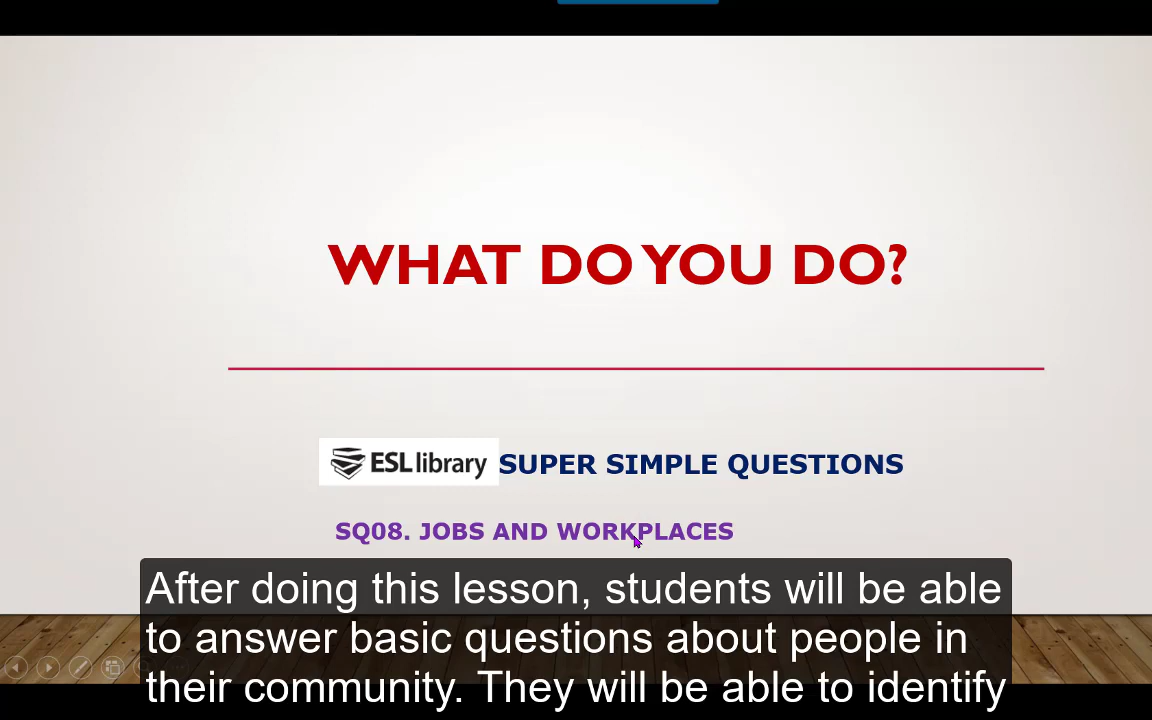 WHAT DO YOU DO?
ESL library SUPER SIMPLE QUESTIONS
SQ08. JOBS AND WORKPLACES
After doing this lesson, students will be able
to answer basic questions about people in
their community. They will be able to identify